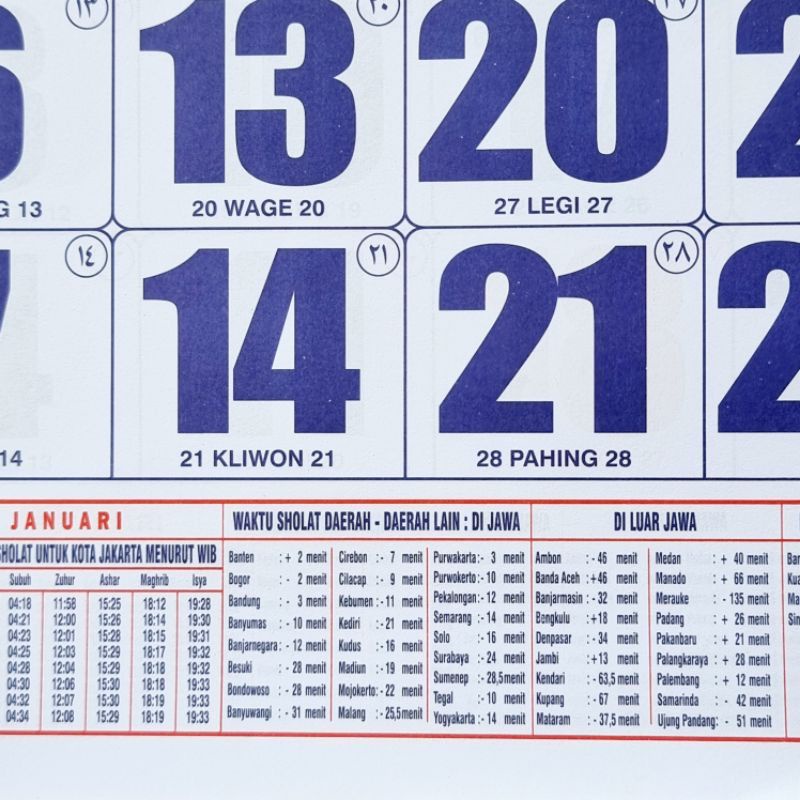 ١٣ ٢٠ ٢٧
6 13 20 2
G 13 20 WAGE 20 27 LEGI 27
١٤ ٢١ ٢٨
7 14 21 2
14 21 KLIWON 21 28 PAHING 28
JANUARI
SHOLAT UNTUK KOTA JAKARTA MENURUT WIB
Subuh Zuhur Ashar Maghrib Isya
04:18 11:58 15:25 18:12 19:28
04:21 12:00 15:26 18:14 19:30
04:23 12:01 15:28 18:15 19:31
04:25 12:03 15:29 18:17 19:32
04:28 12:04 15:29 18:18 19:32
04:30 12:06 15:30 18:18 19:33
04:32 12:07 15:30 18:19 19:33
04:34 12:08 15:29 18:19 19:33
WAKTU SHOLAT DAERAH - DAERAH LAIN : DI JAWA
Banten : + 2 menit
Bogor : - 2 menit
Bandung : - 3 menit
Banyumas : - 10 menit
Banjarnegara : - 12 menit
Besuki : - 28 menit
Bondowoso : - 28 menit
Banyuwangi : - 31 menit
Cirebon : - 7 menit
Cilacap : - 9 menit
Kebumen : - 11 menit
Kediri : - 21 menit
Kudus : - 16 menit
Madiun : - 19 menit
Mojokerto : - 22 menit
Malang : - 25,5 menit
Purwakarta : - 3 menit
Purwokerto : - 10 menit
Pekalongan : - 12 menit
Semarang : - 14 menit
Solo : - 16 menit
Surabaya : - 24 menit
Sumenep : - 28,5 menit
Tegal : - 10 menit
Yogyakarta : - 14 menit
DI LUAR JAWA
Ambon : - 46 menit
Banda Aceh : +46 menit
Banjarmasin : - 32 menit
Bengkulu : +18 menit
Denpasar : - 34 menit
Jambi : +13 menit
Kendari : - 63,5 menit
Kupang : - 67 menit
Mataram : - 37,5 menit
Medan : + 40 menit
Manado : + 66 menit
Merauke : - 135 menit
Padang : + 26 menit
Pakanbaru : + 21 menit
Palangkaraya : + 28 menit
Palembang : + 12 menit
Samarinda : - 42 menit
Ujung Pandang : - 51 menit
Ban
Kua
Ma
Sin